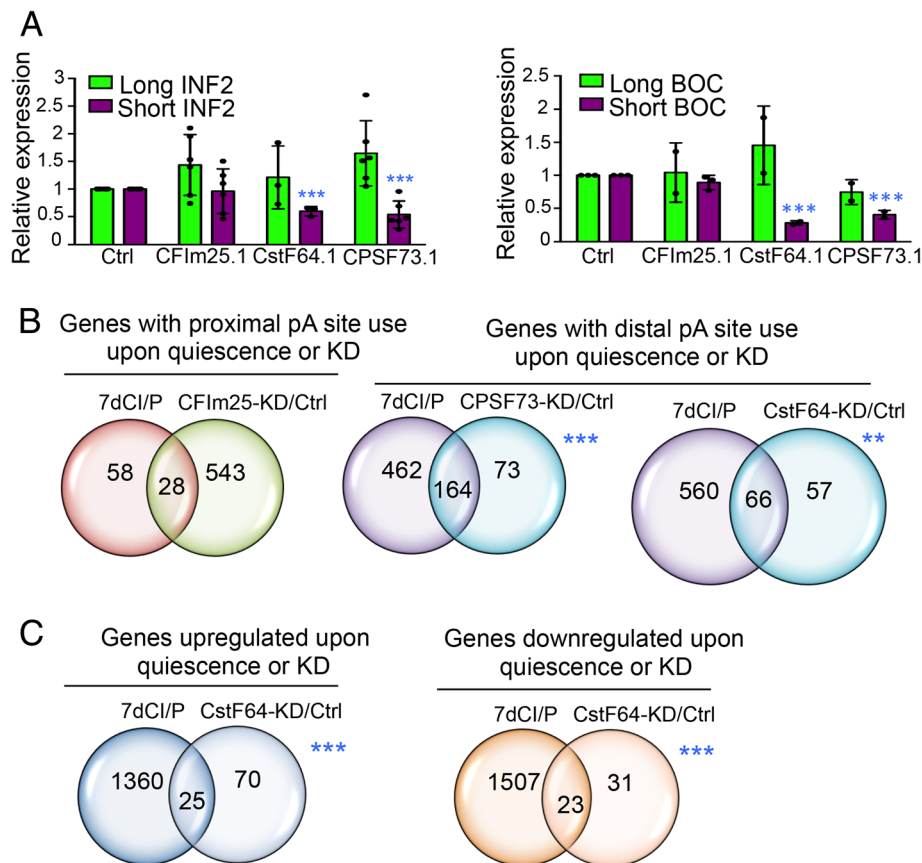 A
Relative expression
3
2.5
2
1.5
1
0.5
0
Long INF2
Short INF2
***
***
Ctrl
CFIm25.1
CstF64.1
CPSF73.1
Relative expression
2.5
2
1.5
1
0.5
0
Long BOC
Short BOC
***
***
Ctrl
CFIm25.1
CstF64.1
CPSF73.1
B
Genes with proximal pA site use
upon quiescence or KD
7dCI/P
CFIm25-KD/Ctrl
58
28
543
Genes with distal pA site use
upon quiescence or KD
7dCI/P
CPSF73-KD/Ctrl
***
462
164
73
7dCI/P
CstF64-KD/Ctrl
**
560
66
57
C
Genes upregulated upon
quiescence or KD
7dCI/P
CstF64-KD/Ctrl
***
1360
25
70
Genes downregulated upon
quiescence or KD
7dCI/P
CstF64-KD/Ctrl
***
1507
23
31